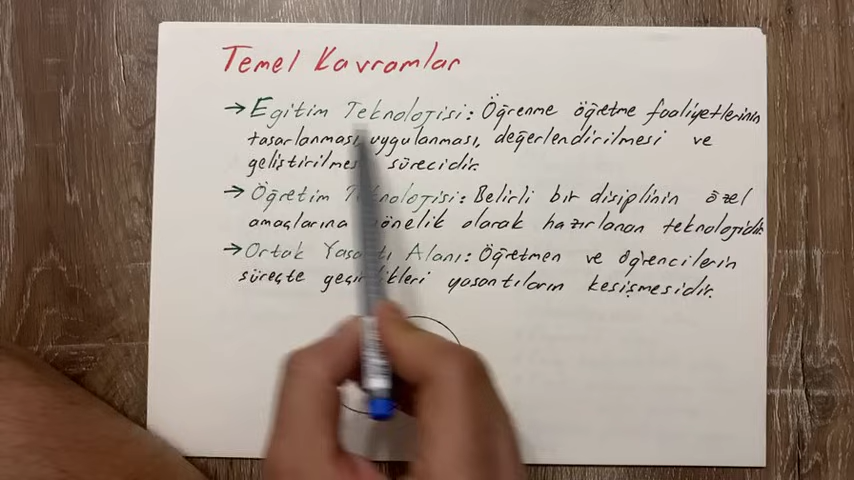 Temel Kavramlar
→ Egitim Teknolojisi: Öğrenme öğretme faaliyetlerinin
tasarlanması, uygulanması, değerlendirilmesi ve
geliştirilmesi sürecidir.
→ Öğretim Teknolojisi: Belirli bir disiplinin özel
amaçlarına yönelik olarak hazırlanan teknolojidir.
→ Ortak Yaşantı Alanı: Öğretmen ve öğrencilerin
süreçte geçirdikleri yaşantıların kesişmesidir.